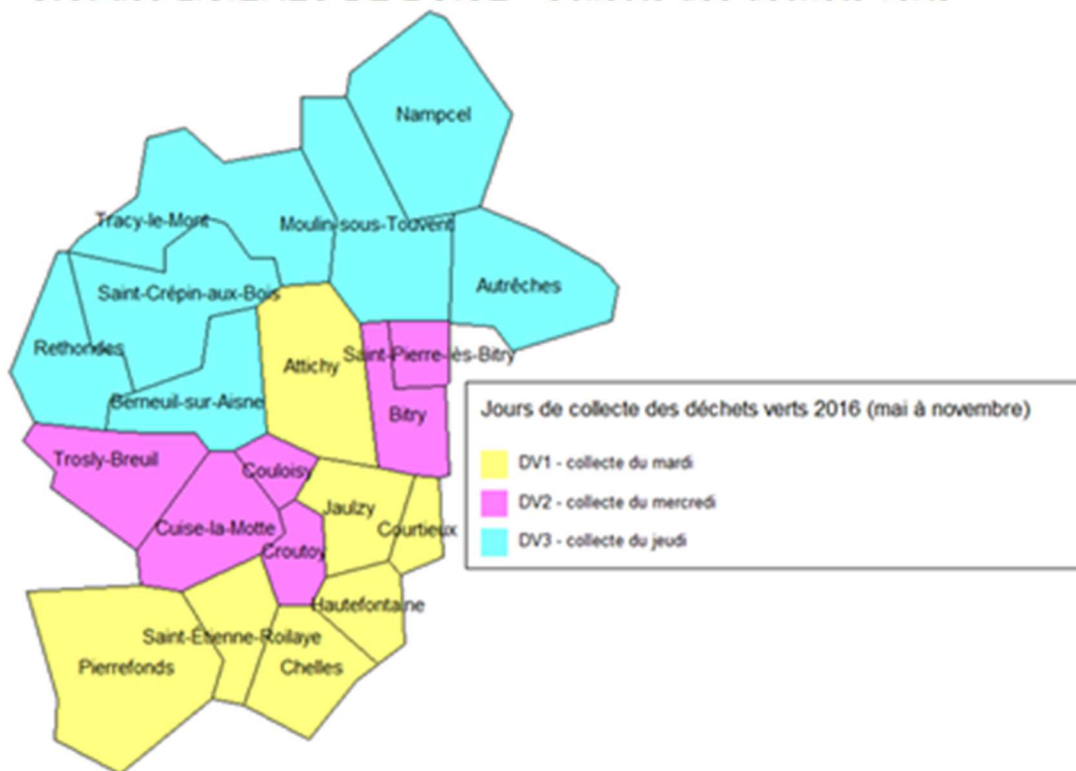 Nampcel
Tracy-le-Mont
Moulin-sous-Touvent
Autrêches
Saint-Crépin-aux-Bois
Rethondes
Saint-Pierre-lès-Bitry
Attichy
Berneuil-sur-Aisne
Bitry
Jours de collecte des déchets verts 2016 (mai à novembre)
DV1 - collecte du mardi
DV2 - collecte du mercredi
DV3 - collecte du jeudi
Trosly-Breuil
Couloisy
Jaulzy
Cuise-la-Motte
Courtieux
Croutoy
Hautefontaine
Saint-Étienne-Roilaye
Pierrefonds
Chelles